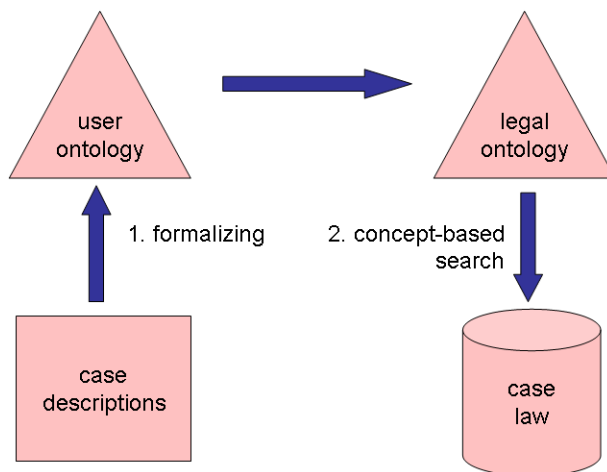 user
ontology
legal
ontology
1. formalizing
2. concept-based
search
case
descriptions
case
law